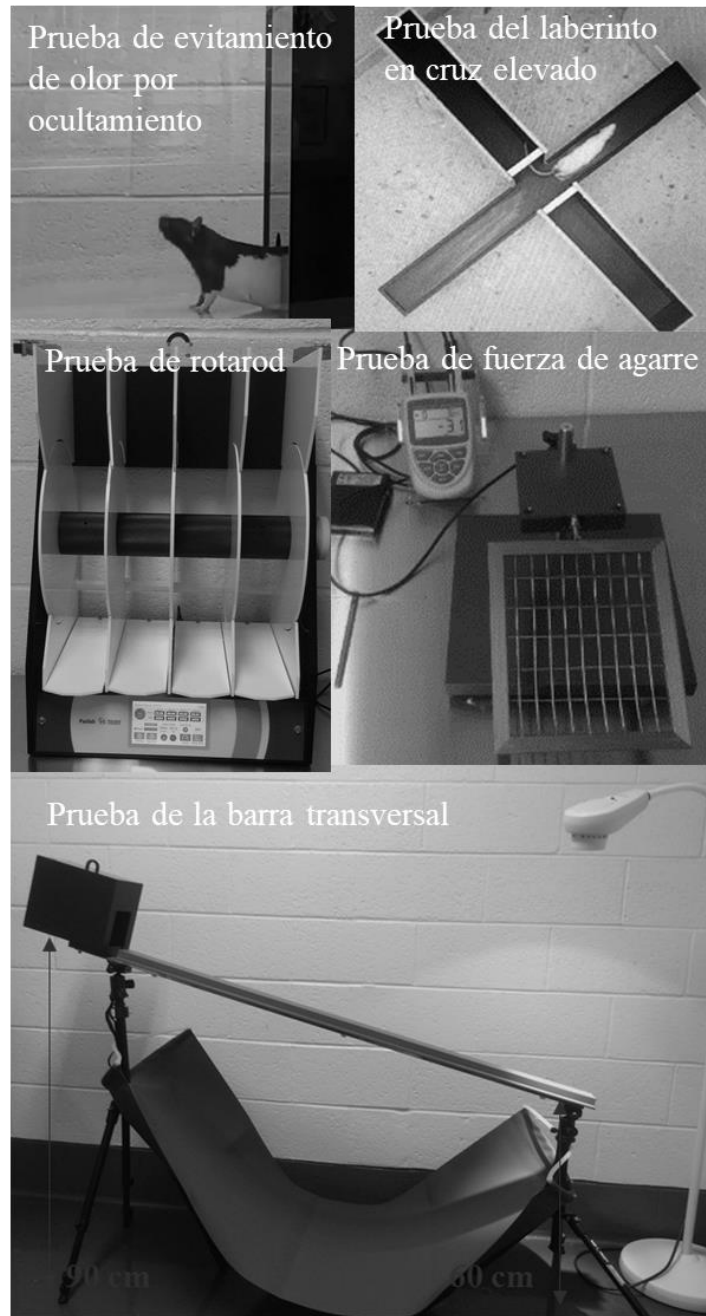 Prueba de evitamiento
de olor por
ocultamiento
Prueba del laberinto
en cruz elevado
Prueba de rotarod
Prueba de fuerza de agarre
Prueba de la barra transversal
90 cm
60 cm